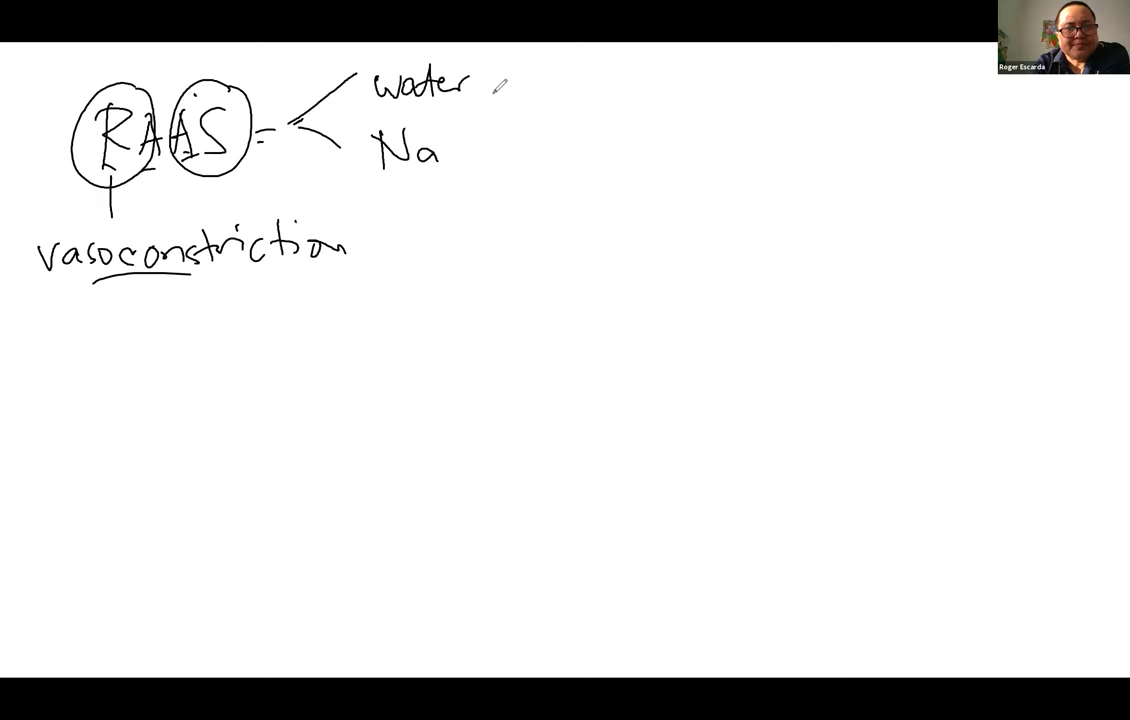 Roger Escarda
water
RAAS =
Na
vasoconstriction